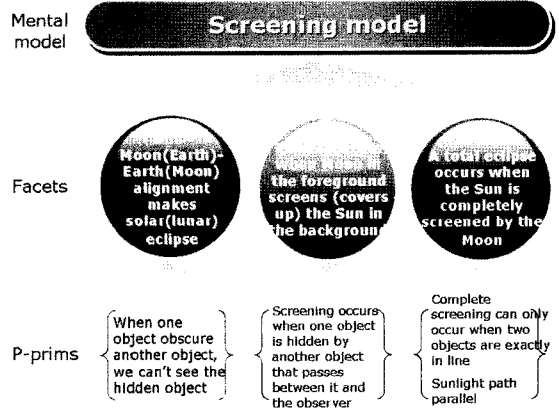 Mental
model
Screening model
Facets
Moon(Earth)-
Earth(Moon)
alignment
makes
solar(lunar)
eclipse
the foreground
screens (covers
up) the Sun in
the background
A total eclipse
occurs when
the Sun is
completely
screened by the
Moon
P-prims
When one
object obscure
another object,
we can't see the
hidden object
Screening occurs
when one object
is hidden by
another object
that passes
between it and
the observer
Complete
screening can only
occur when two
objects are exactly
in line
Sunlight path
parallel